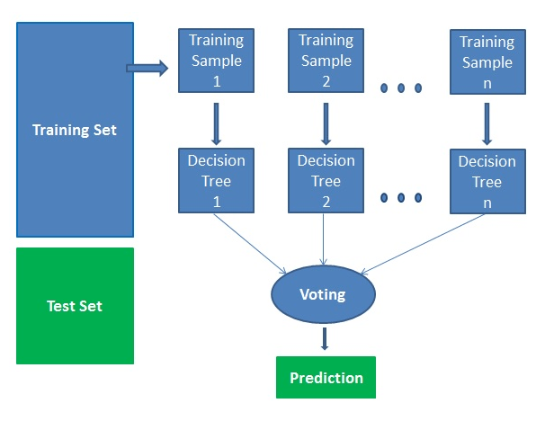 Training Set
Training
Sample
1
Training
Sample
2
Training
Sample
n
Decision
Tree
1
Decision
Tree
2
Decision
Tree
n
Test Set
Voting
Prediction